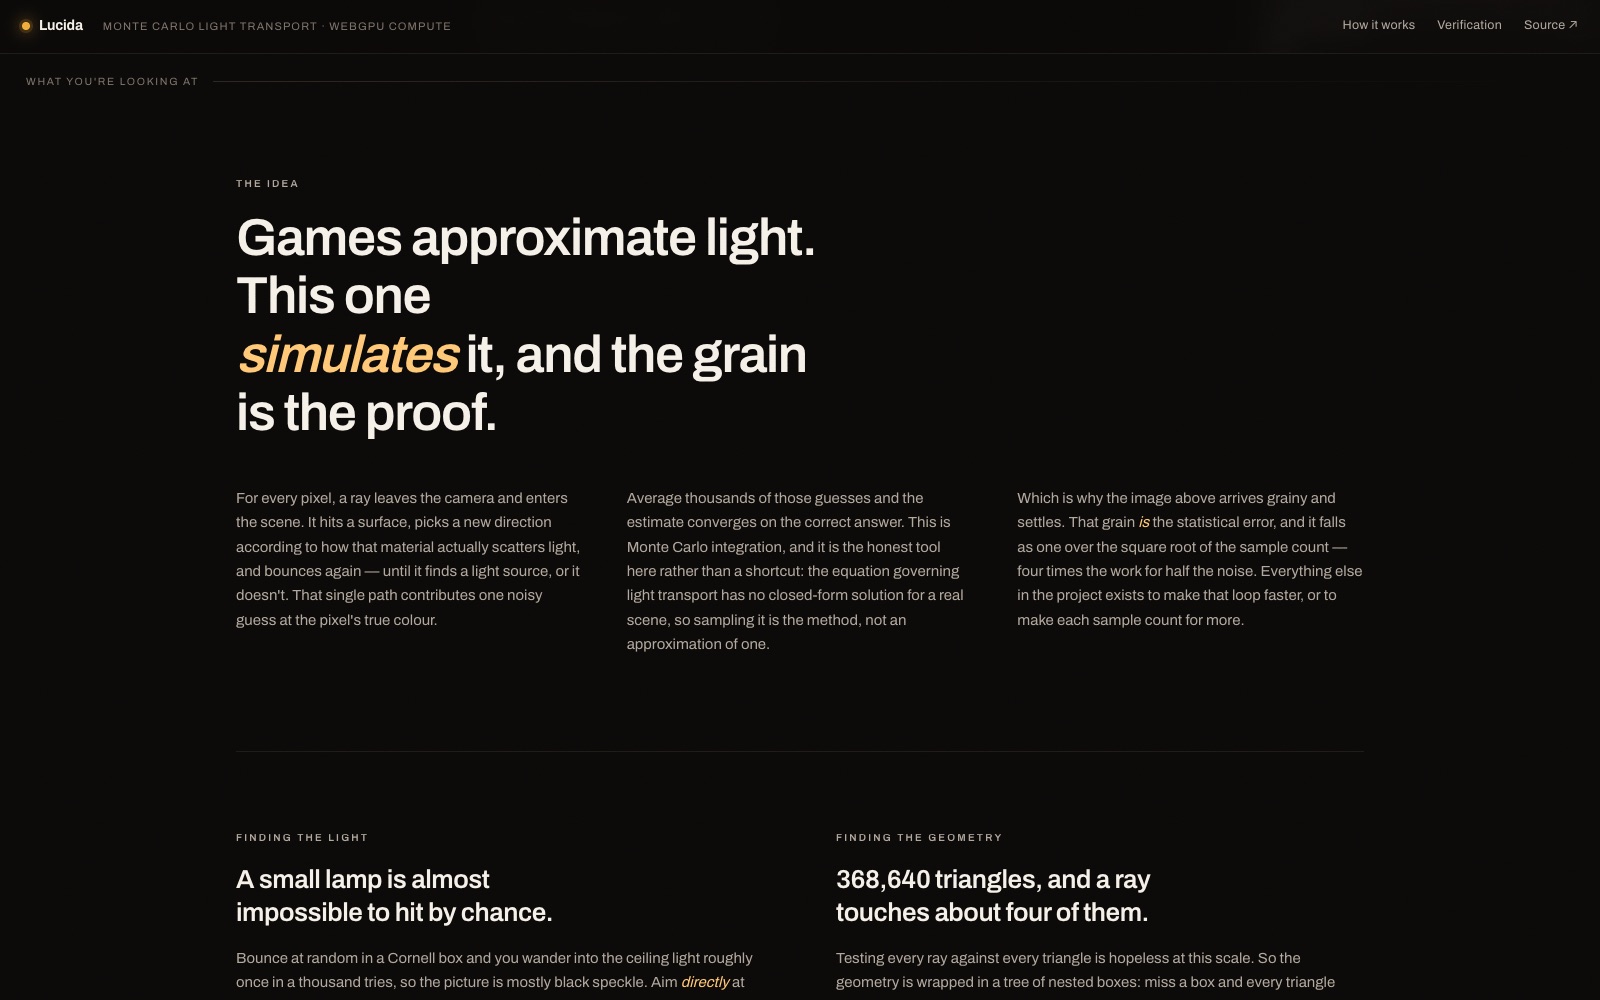 Lucida
MONTE CARLO LIGHT TRANSPORT · WEBGPU COMPUTE
How it works
Verification
Source ↗
WHAT YOU'RE LOOKING AT
THE IDEA
Games approximate light.
This one
simulates it, and the grain
is the proof.
For every pixel, a ray leaves the camera and enters
the scene. It hits a surface, picks a new direction
according to how that material actually scatters light,
and bounces again — until it finds a light source, or it
doesn't. That single path contributes one noisy
guess at the pixel's true colour.
Average thousands of those guesses and the
estimate converges on the correct answer. This is
Monte Carlo integration, and it is the honest tool
here rather than a shortcut: the equation governing
light transport has no closed-form solution for a real
scene, so sampling it is the method, not an
approximation of one.
Which is why the image above arrives grainy and
settles. That grain is the statistical error, and it falls
as one over the square root of the sample count —
four times the work for half the noise. Everything else
in the project exists to make that loop faster, or to
make each sample count for more.
FINDING THE LIGHT
A small lamp is almost
impossible to hit by chance.
Bounce at random in a Cornell box and you wander into the ceiling light roughly
once in a thousand tries, so the picture is mostly black speckle. Aim directly at
FINDING THE GEOMETRY
368,640 triangles, and a ray
touches about four of them.
Testing every ray against every triangle is hopeless at this scale. So the
geometry is wrapped in a tree of nested boxes: miss a box and every triangle